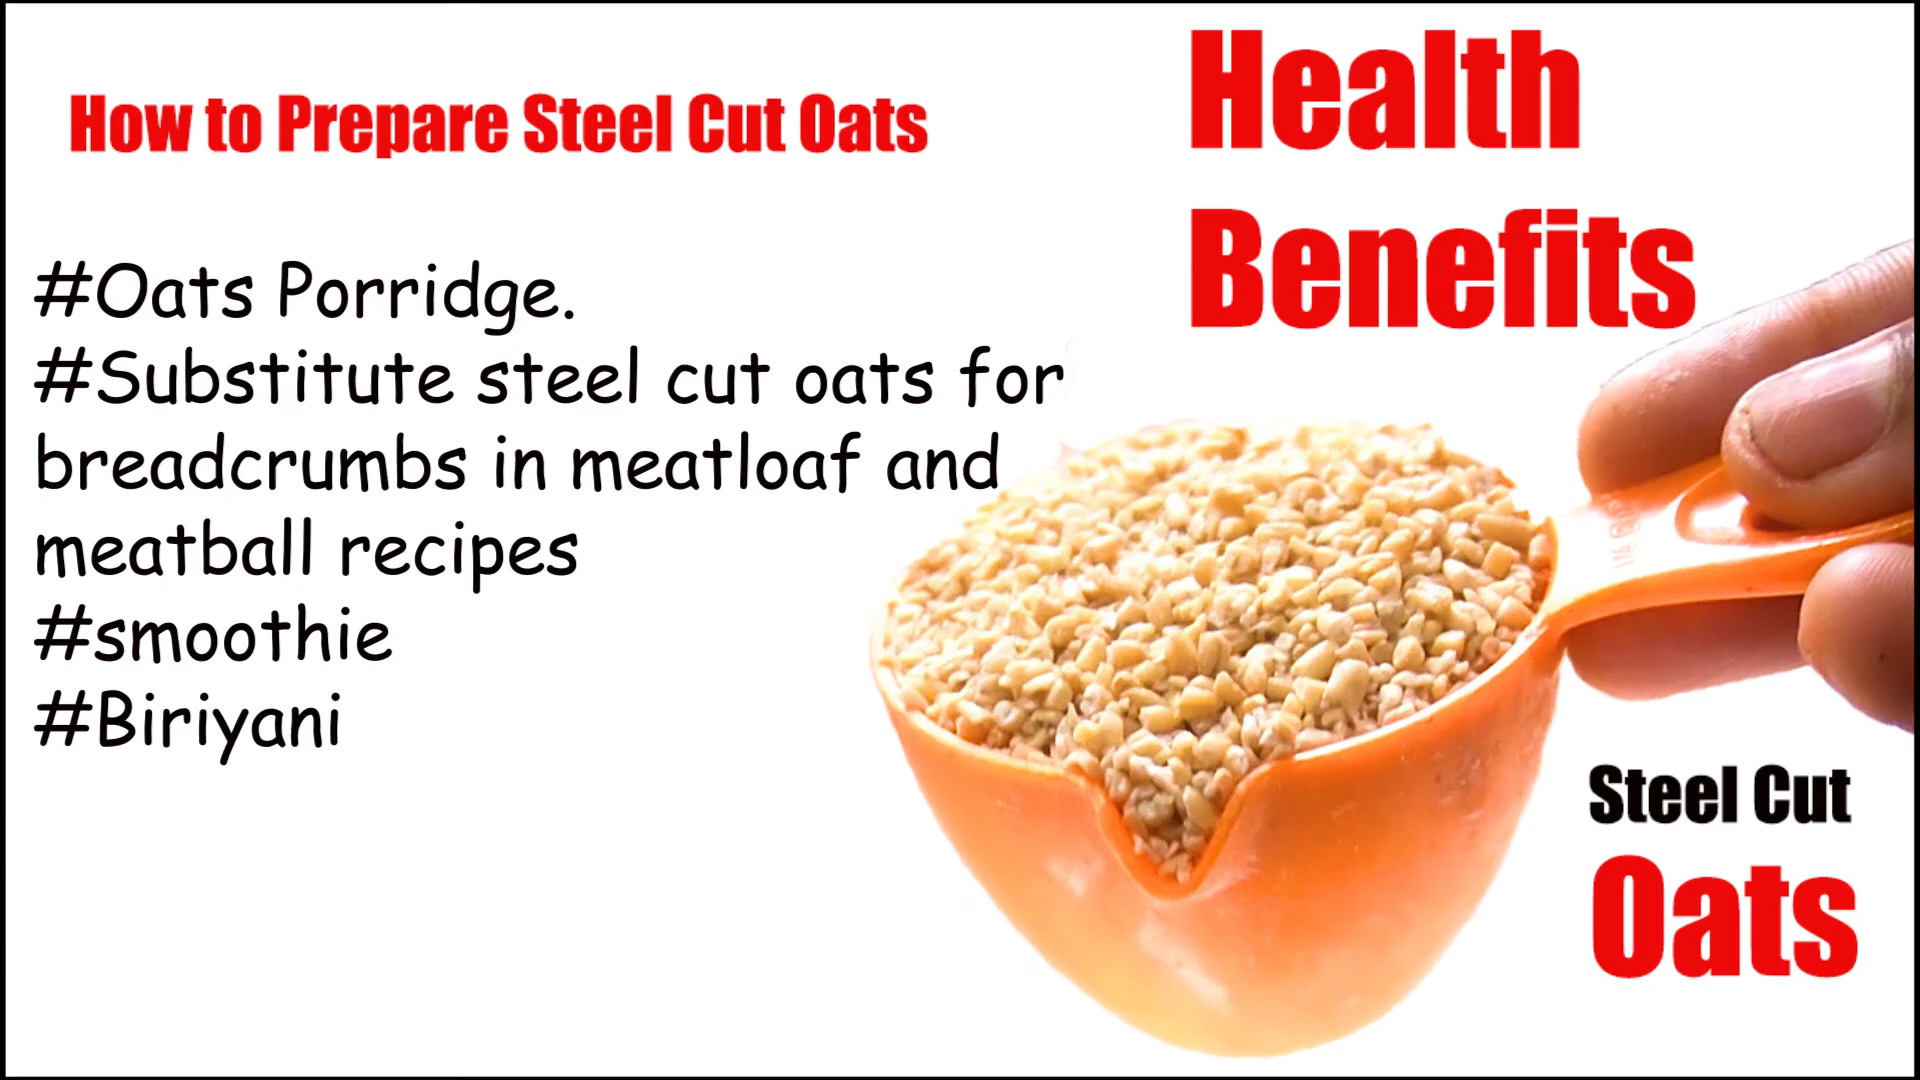 How to Prepare Steel Cut Oats
#Oats Porridge.
#Substitute steel cut oats for
breadcrumbs in meatloaf and
meatball recipes
#smoothie
#Biriyani
Health
Benefits
Steel Cut
Oats